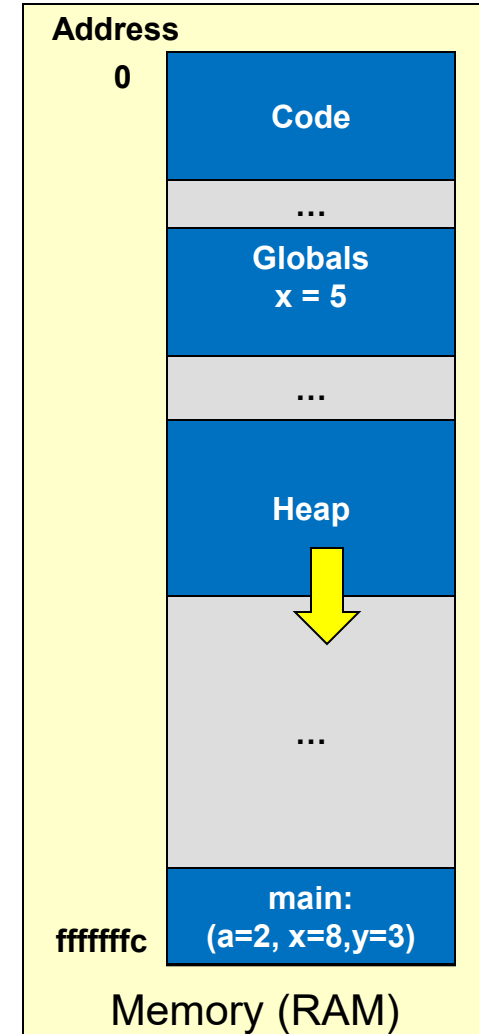 Address
0
Code
...
Globals
x = 5
...
Heap
...
main:
(a=2, x=8,y=3)
fffffffc
Memory (RAM)